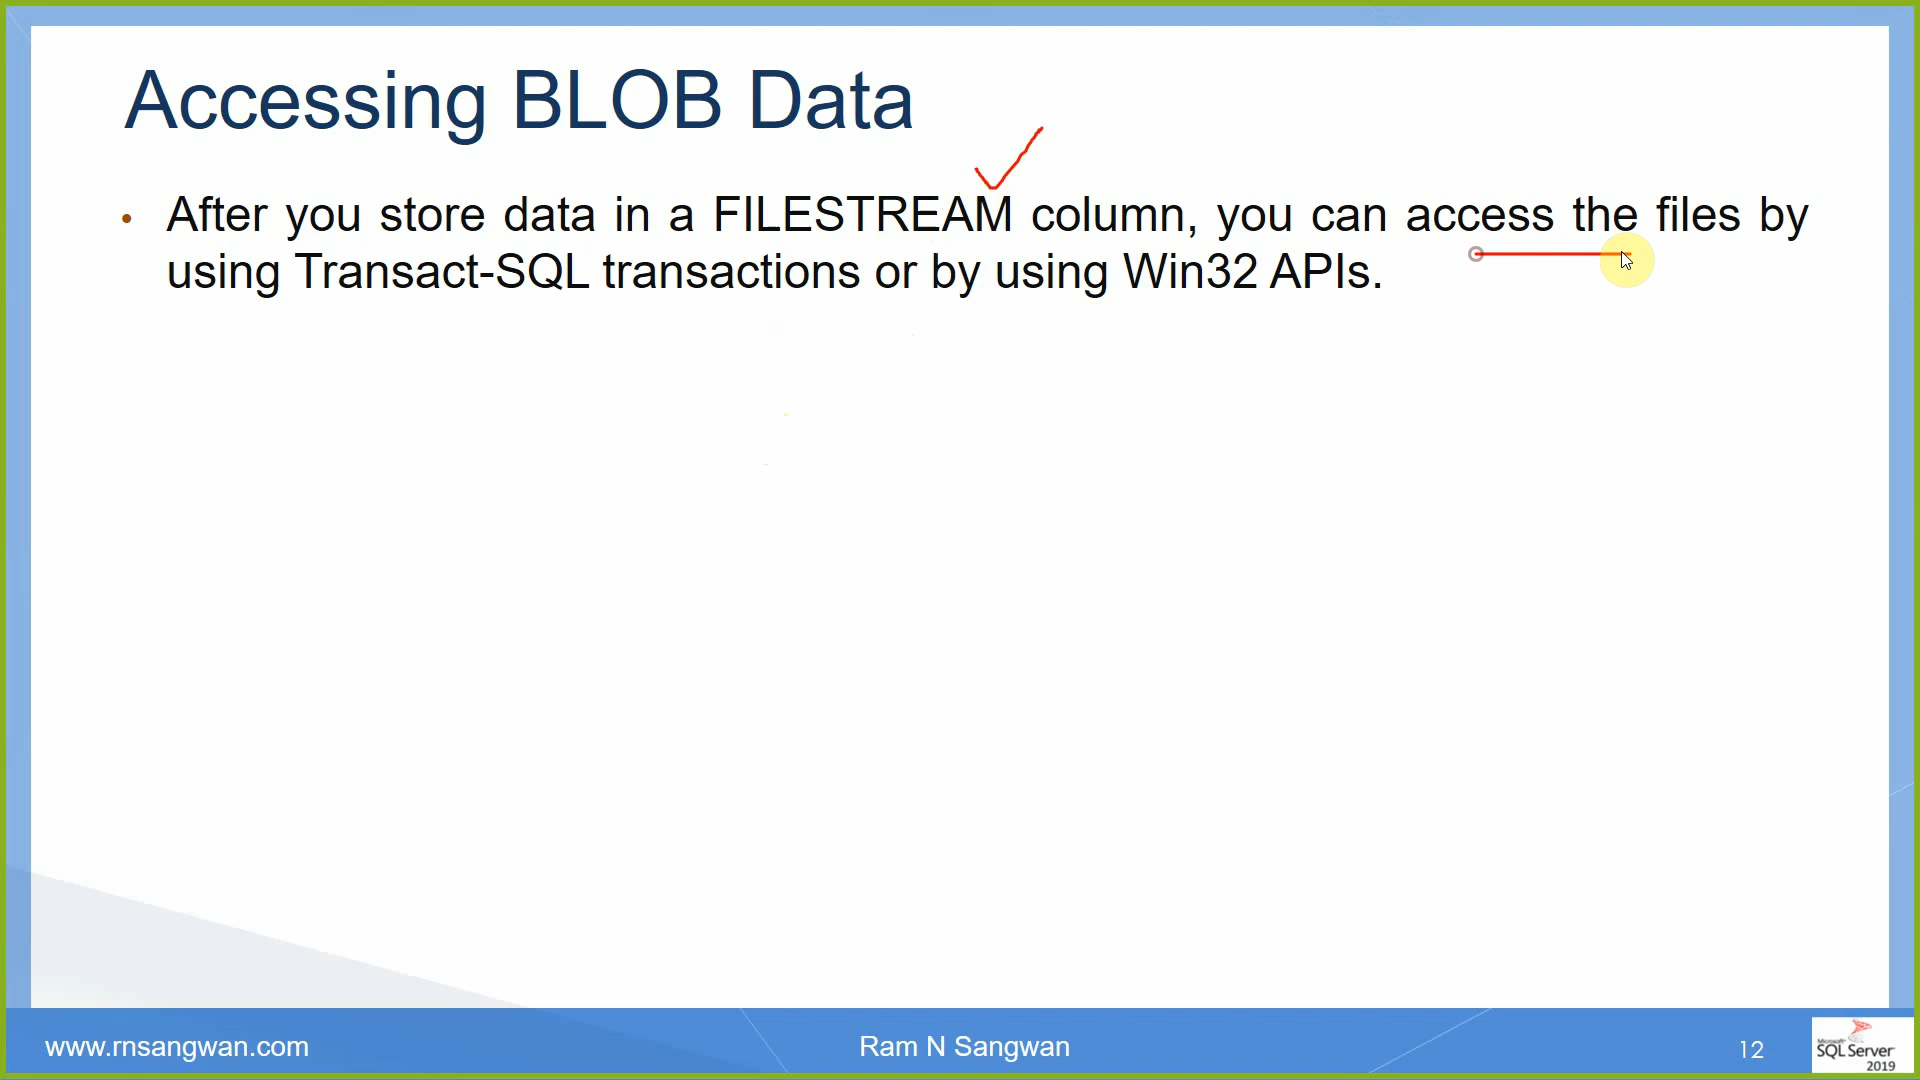 Accessing BLOB Data
• After you store data in a FILESTREAM column, you can access the files by
using Transact-SQL transactions or by using Win32 APIs.
www.rnsangwan.com
Ram N Sangwan
12
Microsoft
SQL Server
2019